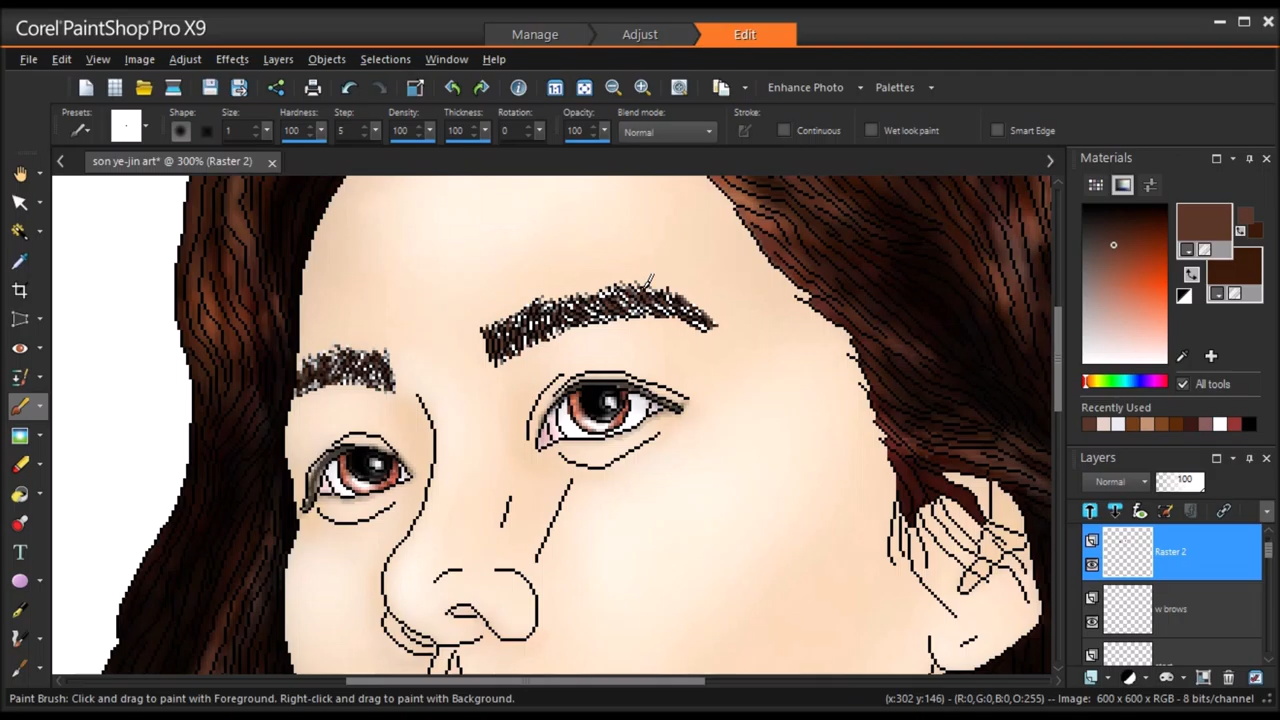 Corel® PaintShop® Pro X9
Manage Adjust Edit
File Edit View Image Adjust Effects Layers Objects Selections Window Help
Enhance Photo Palettes
Presets: Shape: Size: Hardness: Step: Density: Thickness: Rotation: Opacity: Blend mode: Stroke:
1 100 5 100 100 0 100 Normal Continuous Wet look paint Smart Edge
son ye-jin art* @ 300% (Raster 2)
Materials
All tools
Recently Used
Layers
Normal 100
Raster 2
w brows
Paint Brush: Click and drag to paint with Foreground. Right-click and drag to paint with Background.
(x:302 y:146) - (R:0,G:0,B:0,O:255) -- Image: 600 x 600 x RGB - 8 bits/channel